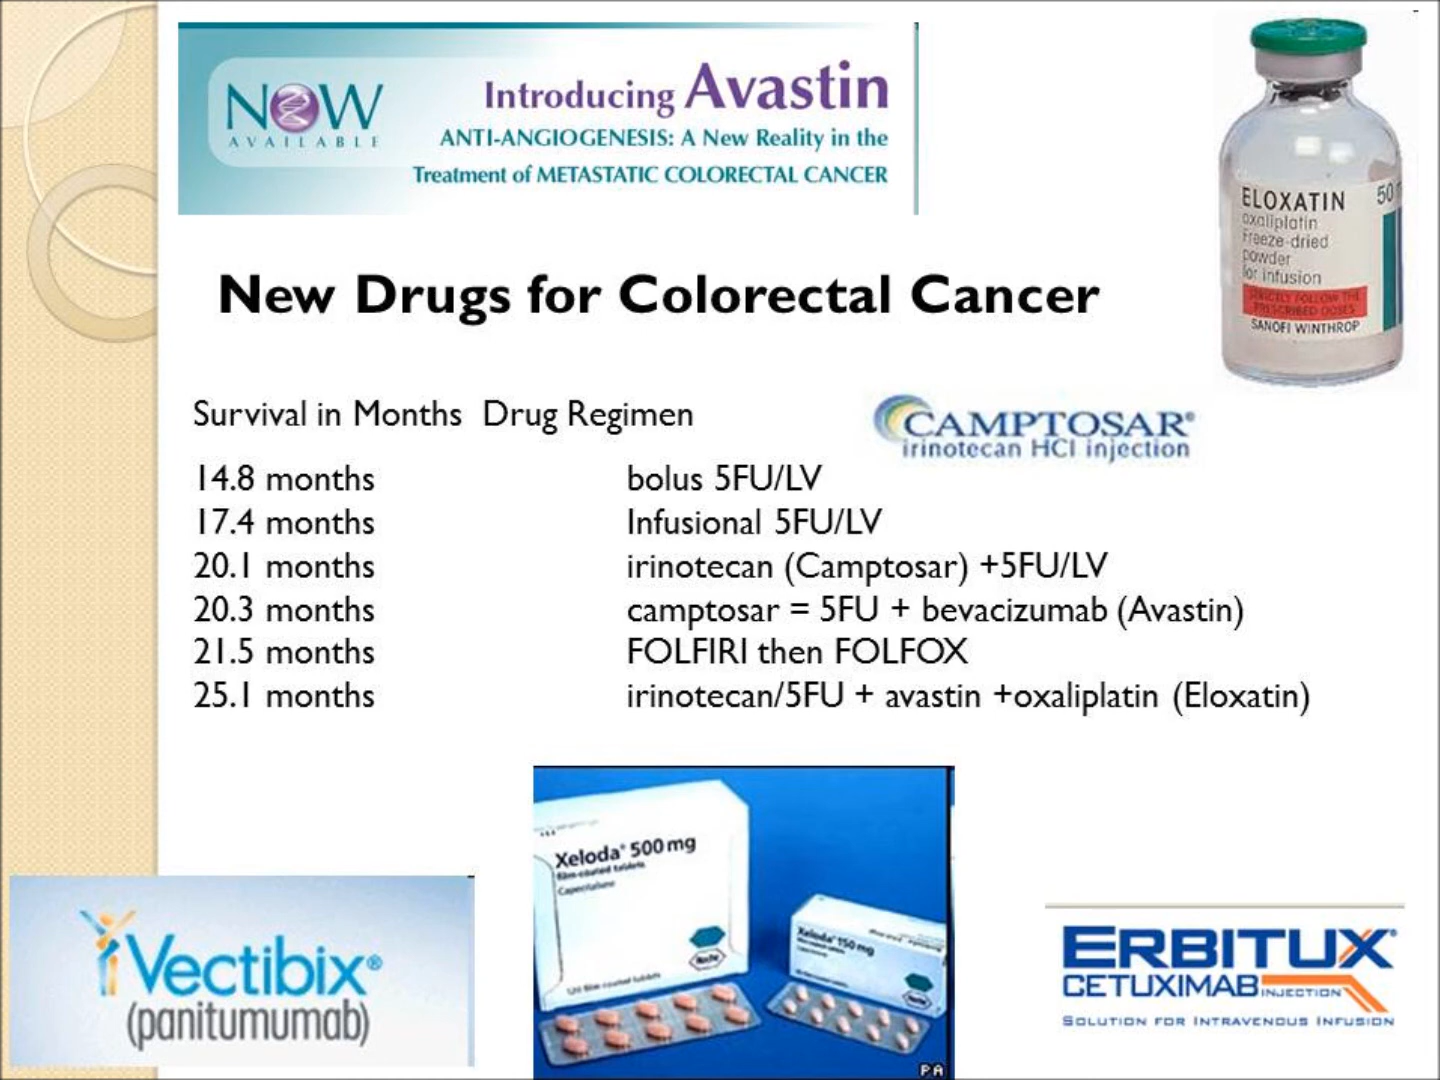 NOW
AVAILABLE
Introducing Avastin
ANTI-ANGIOGENESIS: A New Reality in the
Treatment of METASTATIC COLORECTAL CANCER
ELOXATIN 50
oxaliplatin
Freeze-dried
powder
for infusion
STRICTLY FOLLOW THE
PRESCRIBED DOSES
SANOFI WINTHROP
New Drugs for Colorectal Cancer
Survival in Months Drug Regimen
CAMPTOSAR®
irinotecan HCl injection
14.8 months bolus 5FU/LV
17.4 months Infusional 5FU/LV
20.1 months irinotecan (Camptosar) +5FU/LV
20.3 months camptosar = 5FU + bevacizumab (Avastin)
21.5 months FOLFIRI then FOLFOX
25.1 months irinotecan/5FU + avastin +oxaliplatin (Eloxatin)
Xeloda® 500 mg
film-coated tablets
Capecitabine
Roche
120 film-coated tablets
Xeloda® 150 mg
Roche
PA
Vectibix®
(panitumumab)
ERBITUX®
CETUXIMAB INJECTION
SOLUTION FOR INTRAVENOUS INFUSION